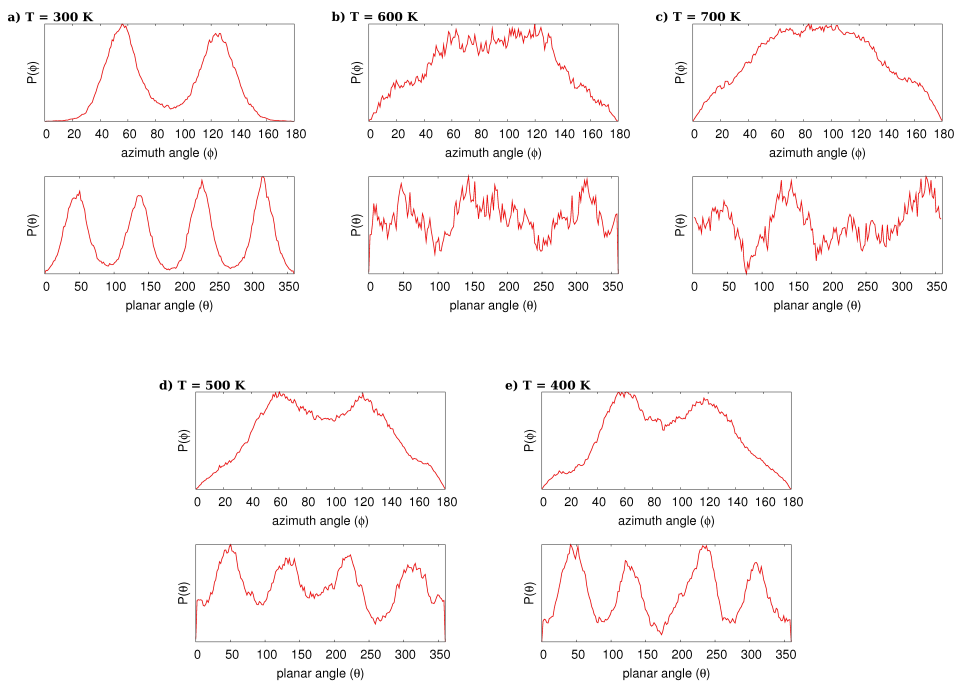 a) T = 300 K
b) T = 600 K
c) T = 700 K
P(ϕ)
P(ϕ)
P(ϕ)
0 20 40 60 80 100 120 140 160 180
0 20 40 60 80 100 120 140 160 180
0 20 40 60 80 100 120 140 160 180
azimuth angle (ϕ)
azimuth angle (ϕ)
azimuth angle (ϕ)
P(θ)
P(θ)
P(θ)
0 50 100 150 200 250 300 350
0 50 100 150 200 250 300 350
0 50 100 150 200 250 300 350
planar angle (θ)
planar angle (θ)
planar angle (θ)
d) T = 500 K
e) T = 400 K
P(ϕ)
P(ϕ)
0 20 40 60 80 100 120 140 160 180
0 20 40 60 80 100 120 140 160 180
azimuth angle (ϕ)
azimuth angle (ϕ)
P(θ)
P(θ)
0 50 100 150 200 250 300 350
0 50 100 150 200 250 300 350
planar angle (θ)
planar angle (θ)